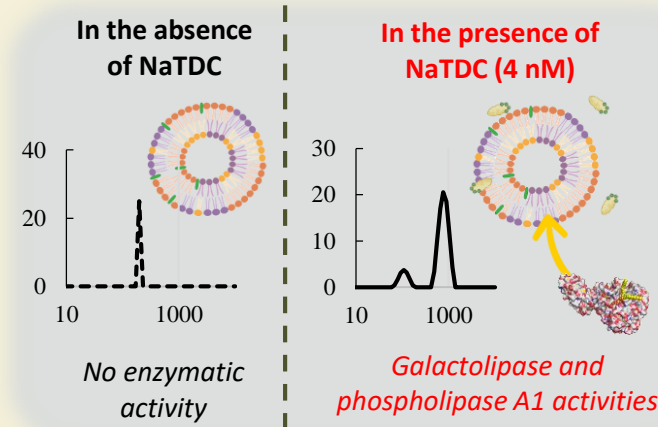 In the absence
of NaTDC
40
20
0
10
1000
No enzymatic
activity
In the presence of
NaTDC (4 nM)
30
20
10
0
10
1000
Galactolipase and
phospholipase A1 activities